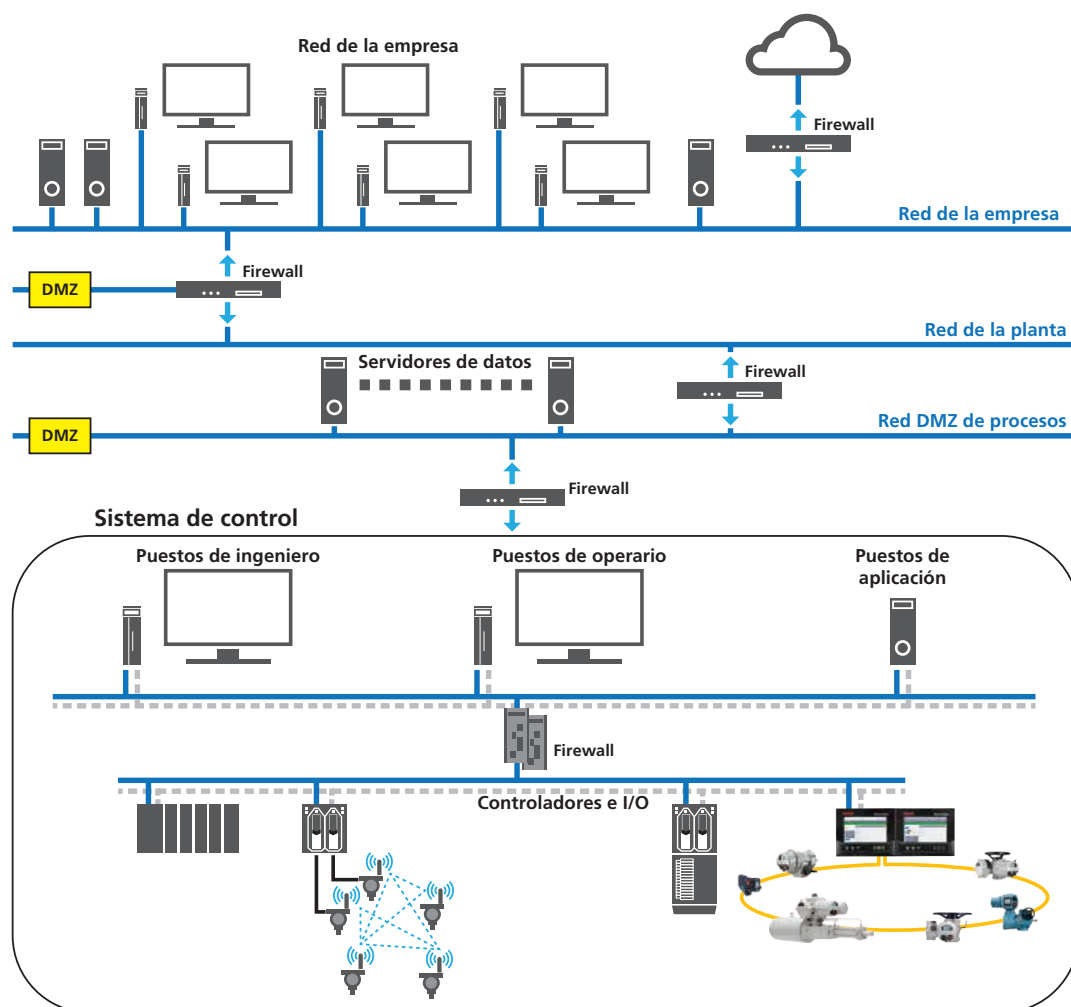 Red de la empresa
Firewall
Red de la empresa
Firewall
DMZ
Red de la planta
Servidores de datos
Firewall
Red DMZ de procesos
DMZ
Firewall
Sistema de control
Puestos de ingeniero
Puestos de operario
Puestos de
aplicación
Firewall
Controladores e I/O